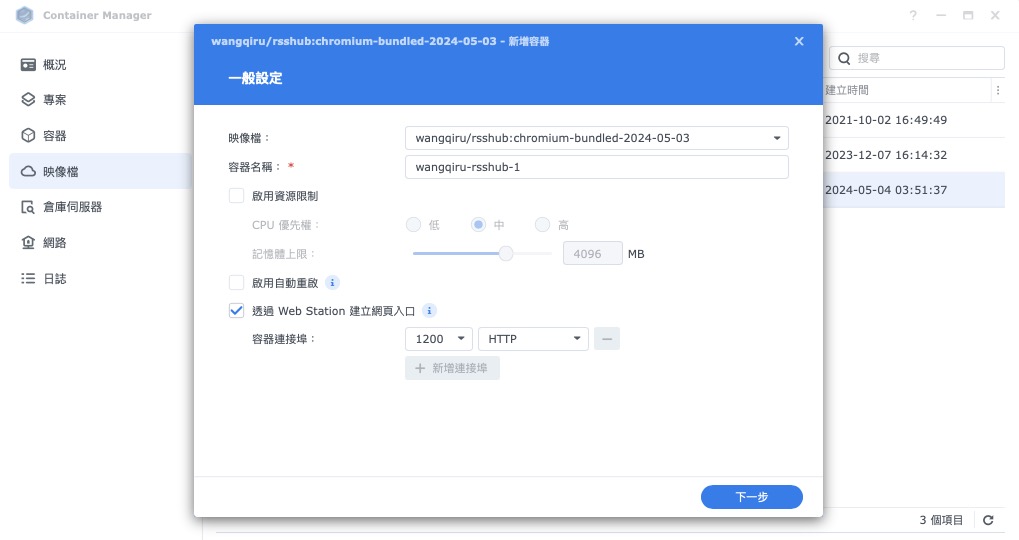 Container Manager
?
概況
專案
容器
映像檔
倉庫伺服器
網路
日誌
wangqiru/rsshub:chromium-bundled-2024-05-03 - 新增容器
一般設定
映像檔：
wangqiru/rsshub:chromium-bundled-2024-05-03
容器名稱： *
wangqiru-rsshub-1
啟用資源限制
CPU 優先權：
低
中
高
記憶體上限：
4096
MB
啟用自動重啟
透過 Web Station 建立網頁入口
容器連接埠：
1200
HTTP
新增連接埠
下一步
搜尋
建立時間
2021-10-02 16:49:49
2023-12-07 16:14:32
2024-05-04 03:51:37
3 個項目